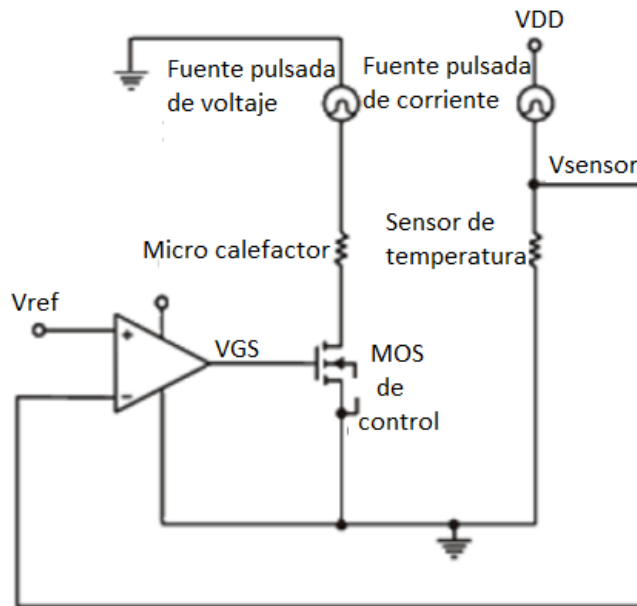 VDD
Fuente pulsada
de voltaje
Fuente pulsada
de corriente
Vsensor
Micro calefactor
Sensor de
temperatura
Vref
+
-
VGS
MOS
de
control